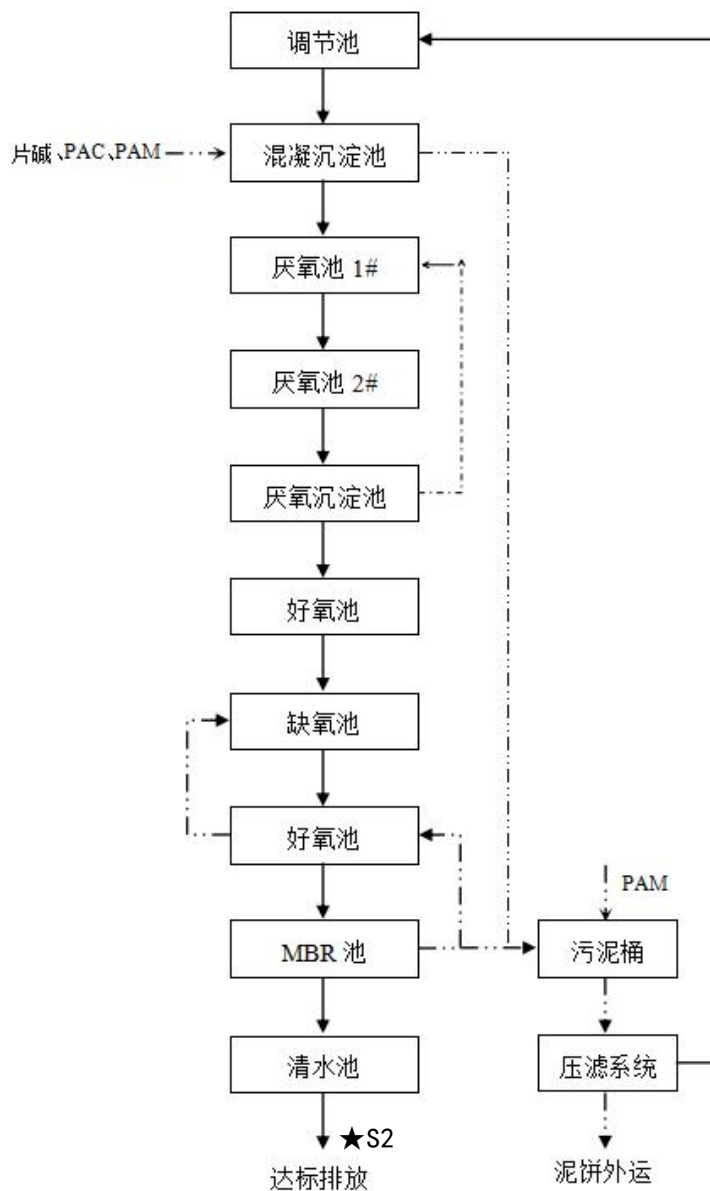 调节池
片碱、PAC、PAM
混凝沉淀池
厌氧池 1#
厌氧池 2#
厌氧沉淀池
好氧池
缺氧池
好氧池
PAM
MBR 池
污泥桶
清水池
压滤系统
★S2
达标排放
泥饼外运